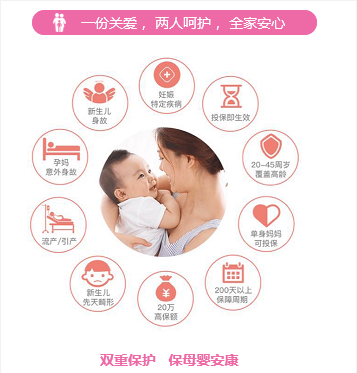 一份关爱，两人呵护，全家安心
妊娠
特定疾病
新生儿
身故
投保即生效
孕妈
意外身故
20-45周岁
覆盖高龄
流产/引产
单身妈妈
可投保
新生儿
先天畸形
20万
高保额
200天以上
保障周期
双重保护 保母婴安康